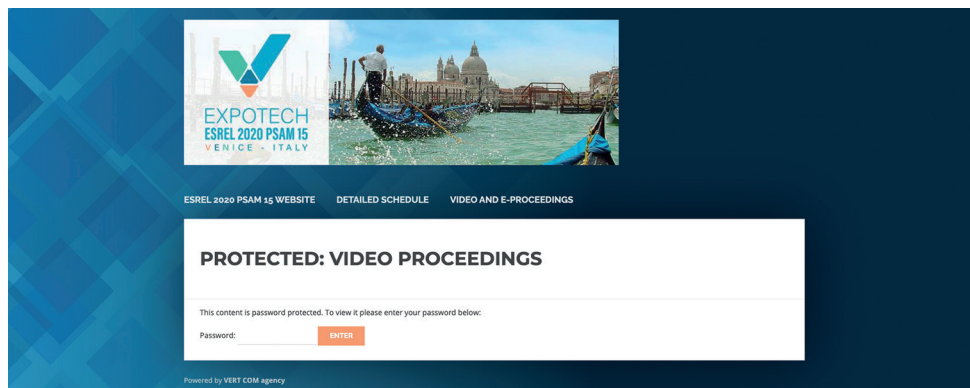 EXPOTECH
ESREL 2020 PSAM 15
VENICE - ITALY
ESREL 2020 PSAM 15 WEBSITE DETAILED SCHEDULE VIDEO AND E-PROCEEDINGS
PROTECTED: VIDEO PROCEEDINGS
This content is password protected. To view it please enter your password below:
Password: ENTER
Powered by VERT COM agency